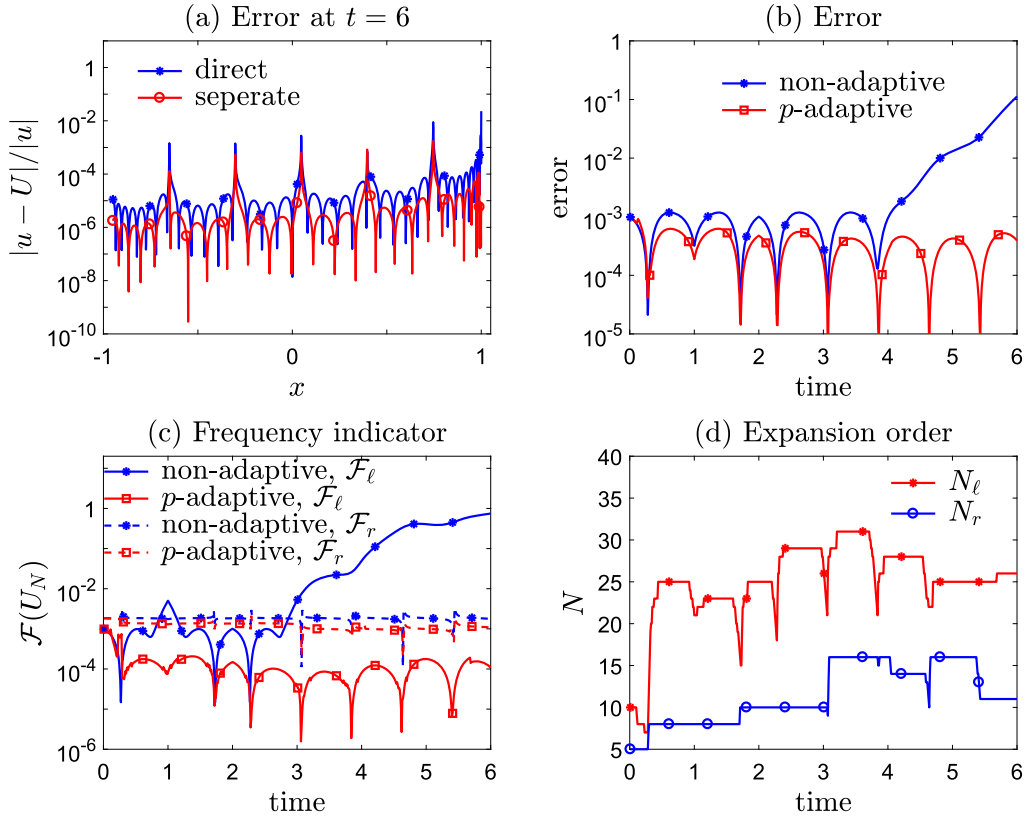 (a) Error at t = 6
|u − U|/|u|
1
10^-2
10^-4
10^-6
10^-8
10^-10
direct
seperate
-1 0 1
x
(b) Error
error
1
10^-1
10^-2
10^-3
10^-4
10^-5
non-adaptive
p-adaptive
0 1 2 3 4 5 6
time
(c) Frequency indicator
F(U_N)
1
10^-2
10^-4
10^-6
non-adaptive, F_ℓ
p-adaptive, F_ℓ
non-adaptive, F_r
p-adaptive, F_r
0 1 2 3 4 5 6
time
(d) Expansion order
N
40
35
30
25
20
15
10
5
N_ℓ
N_r
0 1 2 3 4 5 6
time